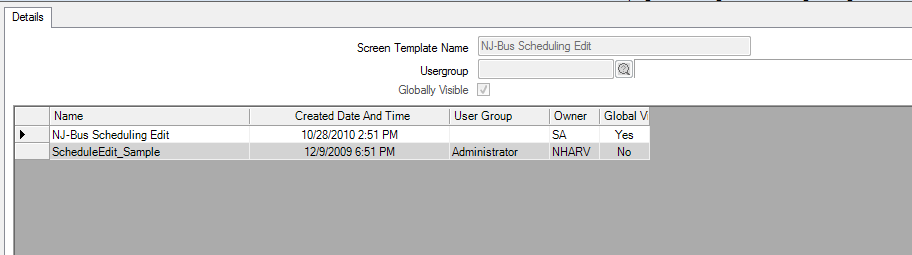 Details
Screen Template Name NJ-Bus Scheduling Edit
Usergroup
Globally Visible
Name Created Date And Time User Group Owner Global V
NJ-Bus Scheduling Edit 10/28/2010 2:51 PM SA Yes
ScheduleEdit_Sample 12/9/2009 6:51 PM Administrator NHARV No